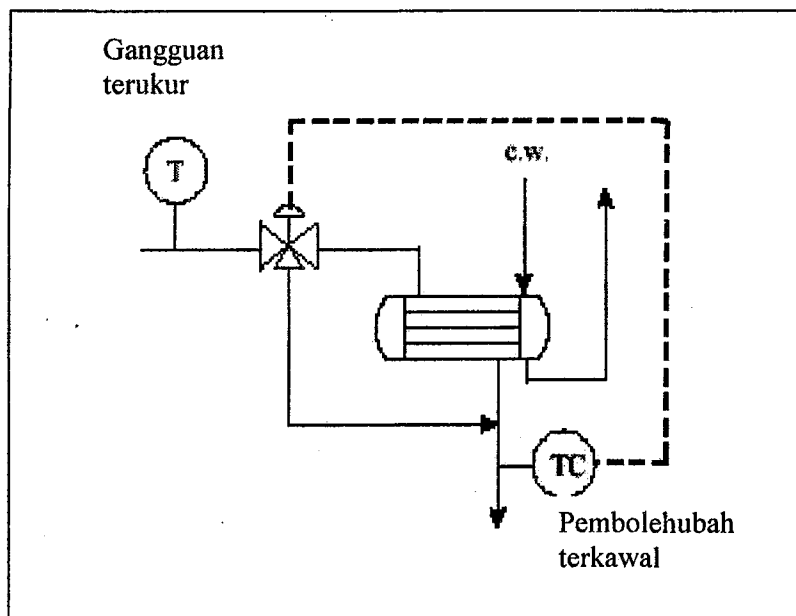 Gangguan
terukur
T
c.w.
TC
Pembolehubah
terkawal